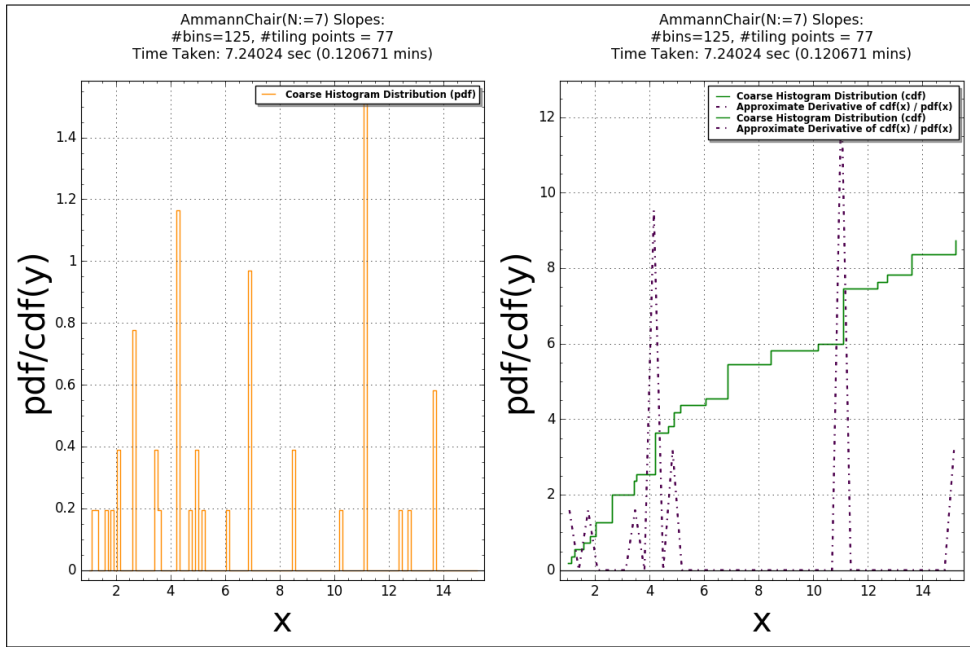 AmmannChair(N:=7) Slopes:
#bins=125, #tiling points = 77
Time Taken: 7.24024 sec (0.120671 mins)
Coarse Histogram Distribution (pdf)
1.4
1.2
1
0.8
0.6
0.4
0.2
0
2 4 6 8 10 12 14
pdf/cdf(y)
x
AmmannChair(N:=7) Slopes:
#bins=125, #tiling points = 77
Time Taken: 7.24024 sec (0.120671 mins)
Coarse Histogram Distribution (cdf)
Approximate Derivative of cdf(x) / pdf(x)
Coarse Histogram Distribution (cdf)
Approximate Derivative of cdf(x) / pdf(x)
12
10
8
6
4
2
0
2 4 6 8 10 12 14
pdf/cdf(y)
x